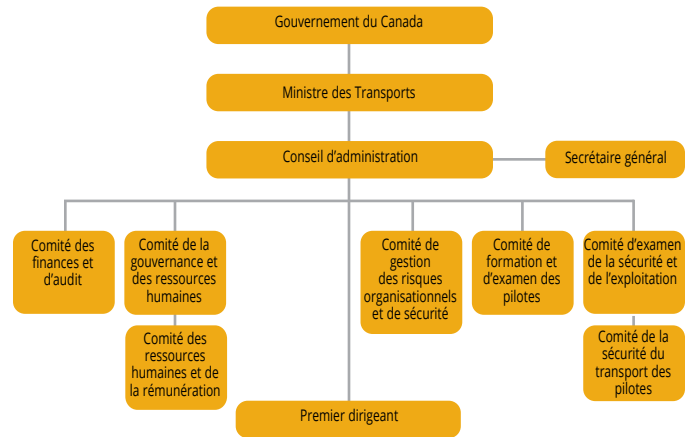 Gouvernement du Canada
Ministre des Transports
Conseil d'administration
Secrétaire général
Comité des
finances et
d'audit
Comité de la
gouvernance et
des ressources
humaines
Comité de
gestion
des risques
organisationnels
et de sécurité
Comité de
formation et
d'examen des
pilotes
Comité d'examen
de la sécurité et
de l'exploitation
Comité des
ressources
humaines et de
la rémunération
Comité de la
sécurité du
transport des
pilotes
Premier dirigeant